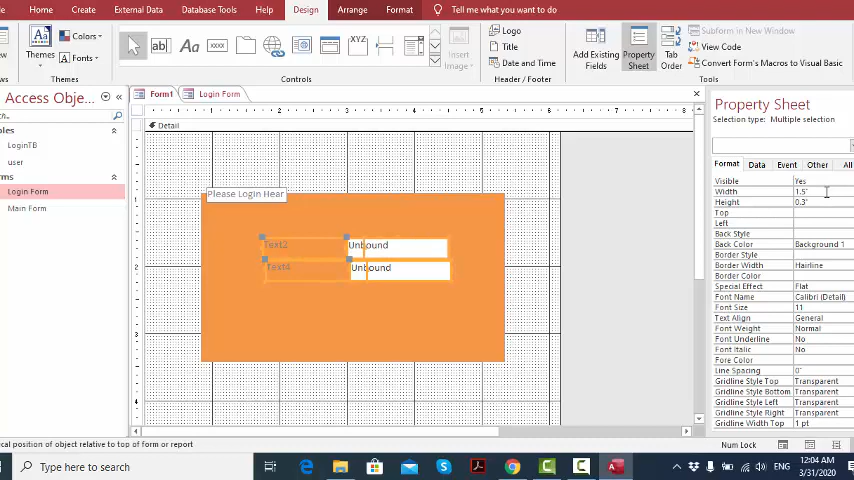 Home Create External Data Database Tools Help Design Arrange Format Tell me what you want to do
Themes
Colors
Fonts
Themes
ab|
Aa
XXXX
XYZ
Controls
Insert
Image
Logo
Title
Date and Time
Header / Footer
Add Existing
Fields
Property
Sheet
Tab
Order
Subform in New Window
View Code
Convert Form's Macros to Visual Basic
Tools
Access Obje...
LoginTB
user
Login Form
Main Form
Form1 Login Form
Detail
Please Login Hear
Text2 Unbound
Text4 Unbound
Property Sheet
Selection type: Multiple selection
Format Data Event Other All
Visible Yes
Width 1.5"
Height 0.3"
Top
Left
Back Style
Back Color Background 1
Border Style
Border Width Hairline
Border Color
Special Effect Flat
Font Name Calibri (Detail)
Font Size 11
Text Align General
Font Weight Normal
Font Underline No
Font Italic No
Fore Color
Line Spacing 0"
Gridline Style Top Transparent
Gridline Style Bottom Transparent
Gridline Style Left Transparent
Gridline Style Right Transparent
Gridline Width Top 1 pt
cal position of object relative to top of form or report
Num Lock
Type here to search
12:04 AM
3/31/2020